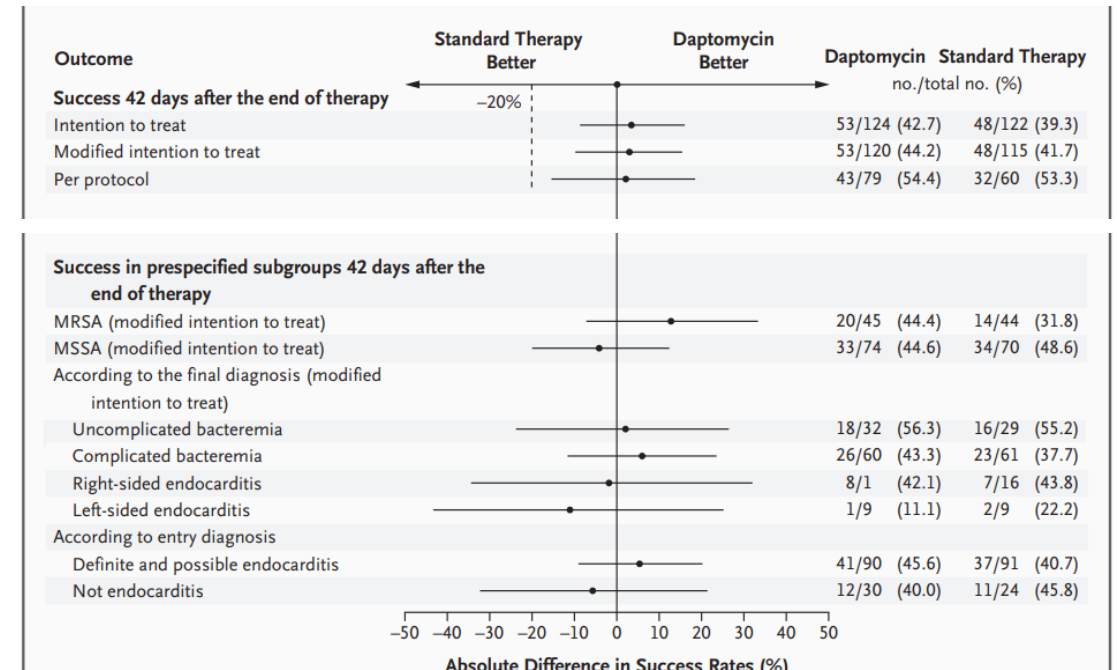 Outcome Standard Therapy Better Daptomycin Better Daptomycin Standard Therapy
no./total no. (%)
Success 42 days after the end of therapy –20%
Intention to treat 53/124 (42.7) 48/122 (39.3)
Modified intention to treat 53/120 (44.2) 48/115 (41.7)
Per protocol 43/79 (54.4) 32/60 (53.3)
Success in prespecified subgroups 42 days after the
end of therapy
MRSA (modified intention to treat) 20/45 (44.4) 14/44 (31.8)
MSSA (modified intention to treat) 33/74 (44.6) 34/70 (48.6)
According to the final diagnosis (modified
intention to treat)
Uncomplicated bacteremia 18/32 (56.3) 16/29 (55.2)
Complicated bacteremia 26/60 (43.3) 23/61 (37.7)
Right-sided endocarditis 8/1 (42.1) 7/16 (43.8)
Left-sided endocarditis 1/9 (11.1) 2/9 (22.2)
According to entry diagnosis
Definite and possible endocarditis 41/90 (45.6) 37/91 (40.7)
Not endocarditis 12/30 (40.0) 11/24 (45.8)
–50 –40 –30 –20 –10 0 10 20 30 40 50
Absolute Difference in Success Rates (%)